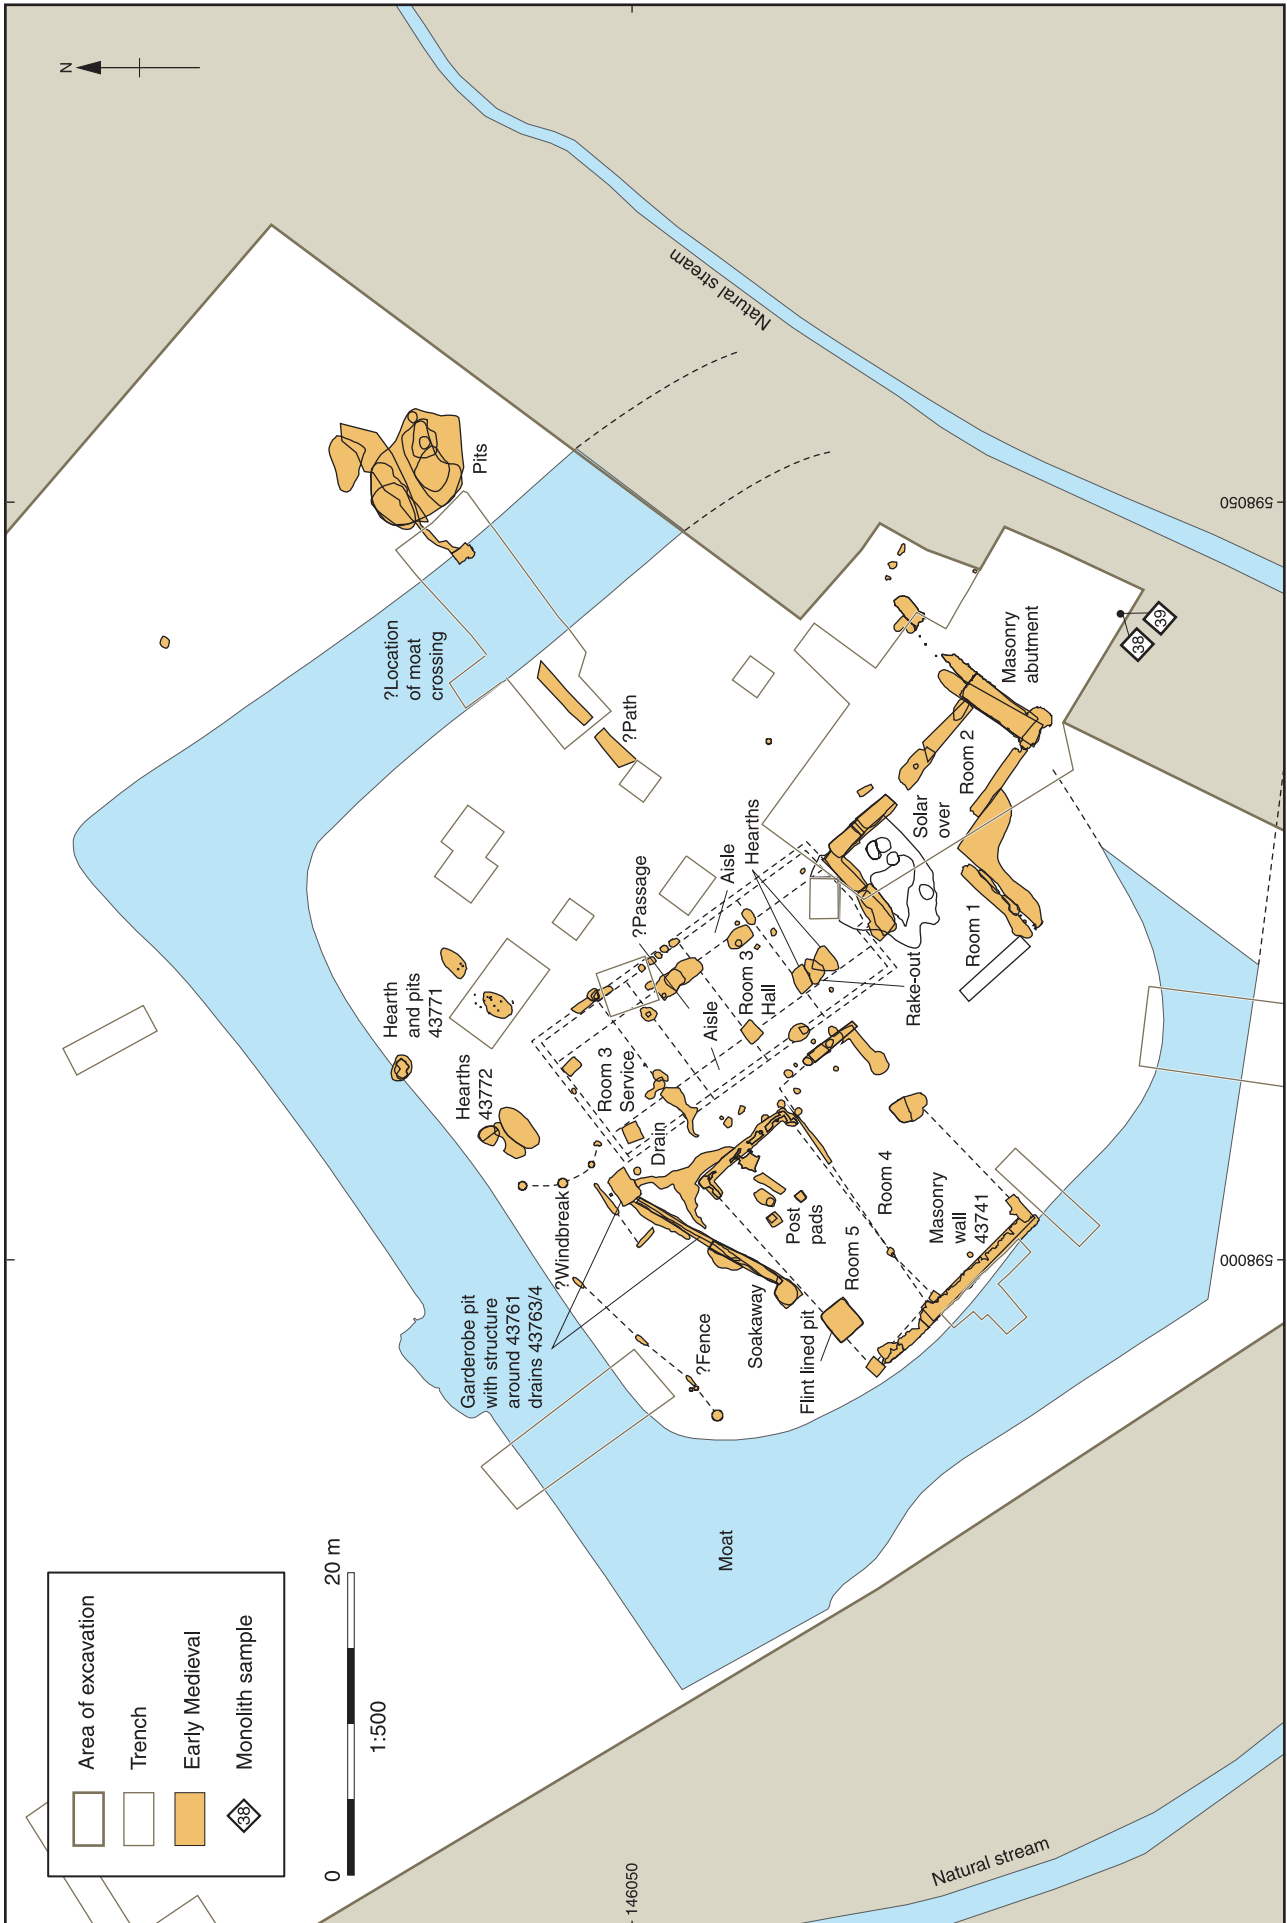 Area of excavation
Trench
Early Medieval
38
Monolith sample
0
20 m
1:500
N
Natural stream
Pits
?Location
of moat
crossing
?Path
Hearth
and pits
43771
Hearths
43772
?Passage
Aisle
Hearths
Solar
over
Room 2
Masonry
abutment
38
39
598050
Room 1
Rake-out
Room 3
Hall
Aisle
Room 3
Service
Drain
?Windbreak
Garderobe pit
with structure
around 43761
drains 43763/4
?Fence
Soakaway
Flint lined pit
Post
pads
Room 5
Room 4
Masonry
wall
43741
598000
Moat
146050
Natural stream